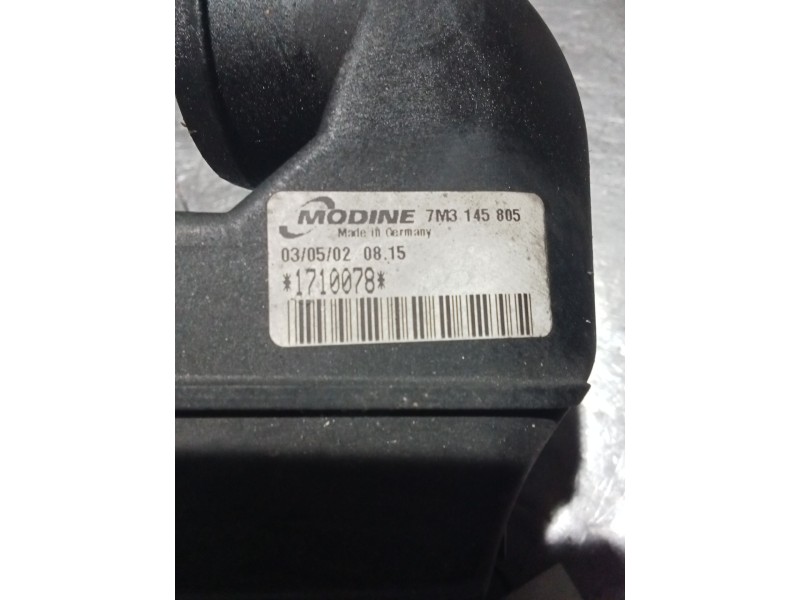 MODINE 7M3 145 805
Made in Germany
03/05/02 08.15
*1710078*